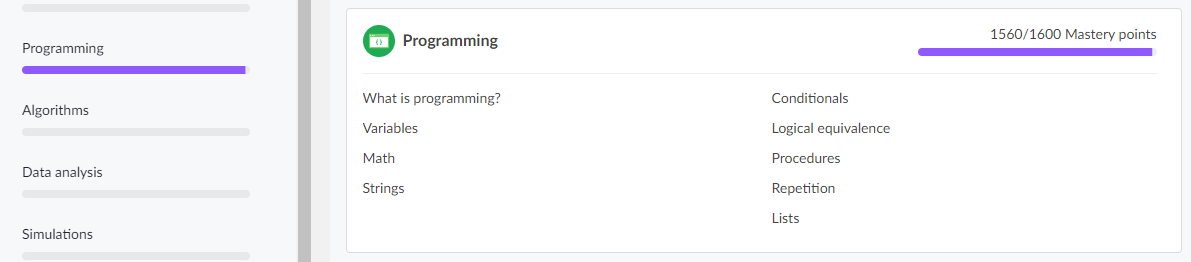 Programming
Algorithms
Data analysis
Simulations
Programming
1560/1600 Mastery points
What is programming?
Variables
Math
Strings
Conditionals
Logical equivalence
Procedures
Repetition
Lists